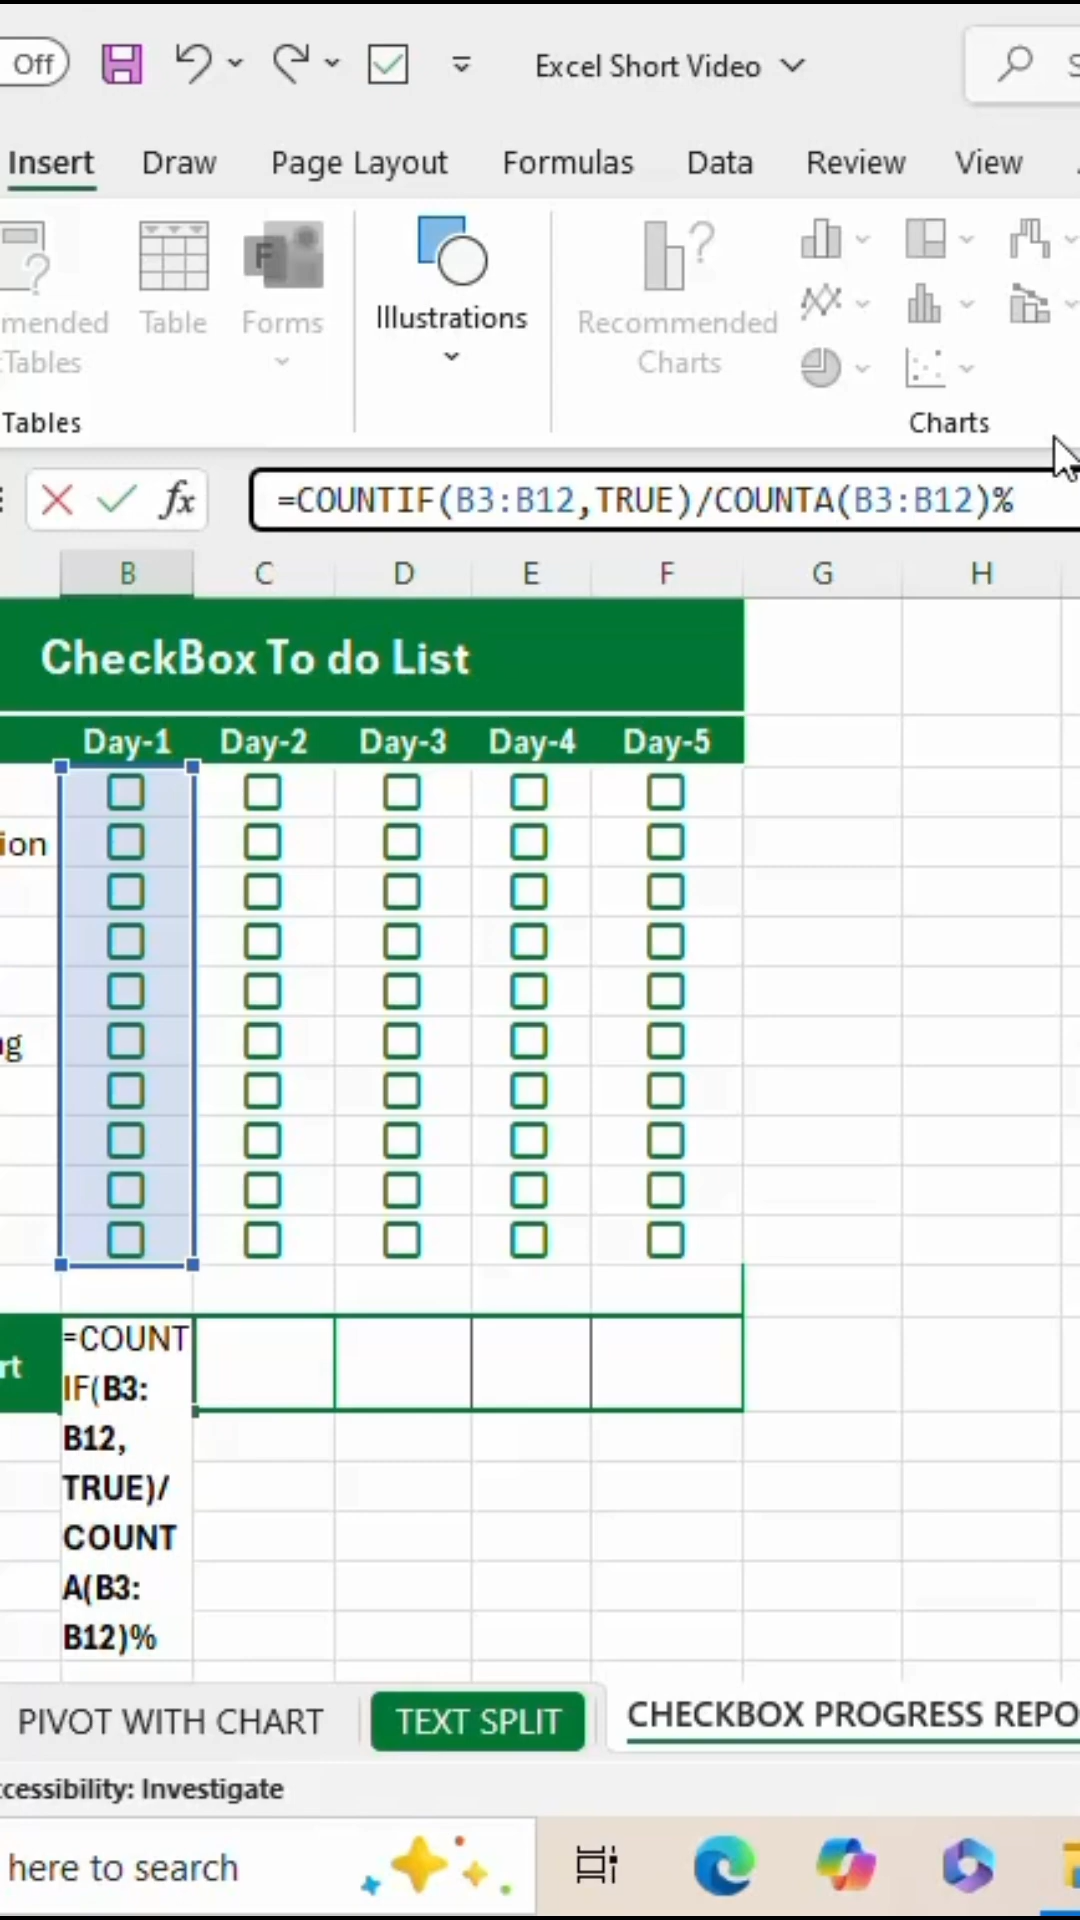 Off
Excel Short Video
S
Insert Draw Page Layout Formulas Data Review View
mended
Tables
Table
Forms
Illustrations
Recommended
Charts
Tables
Charts
fx
=COUNTIF(B3:B12,TRUE)/COUNTA(B3:B12)%
B C D E F G H
CheckBox To do List
Day-1 Day-2 Day-3 Day-4 Day-5
ion
g
rt
=COUNT
IF(B3:
B12,
TRUE)/
COUNT
A(B3:
B12)%
PIVOT WITH CHART TEXT SPLIT CHECKBOX PROGRESS REPO
ccessibility: Investigate
here to search